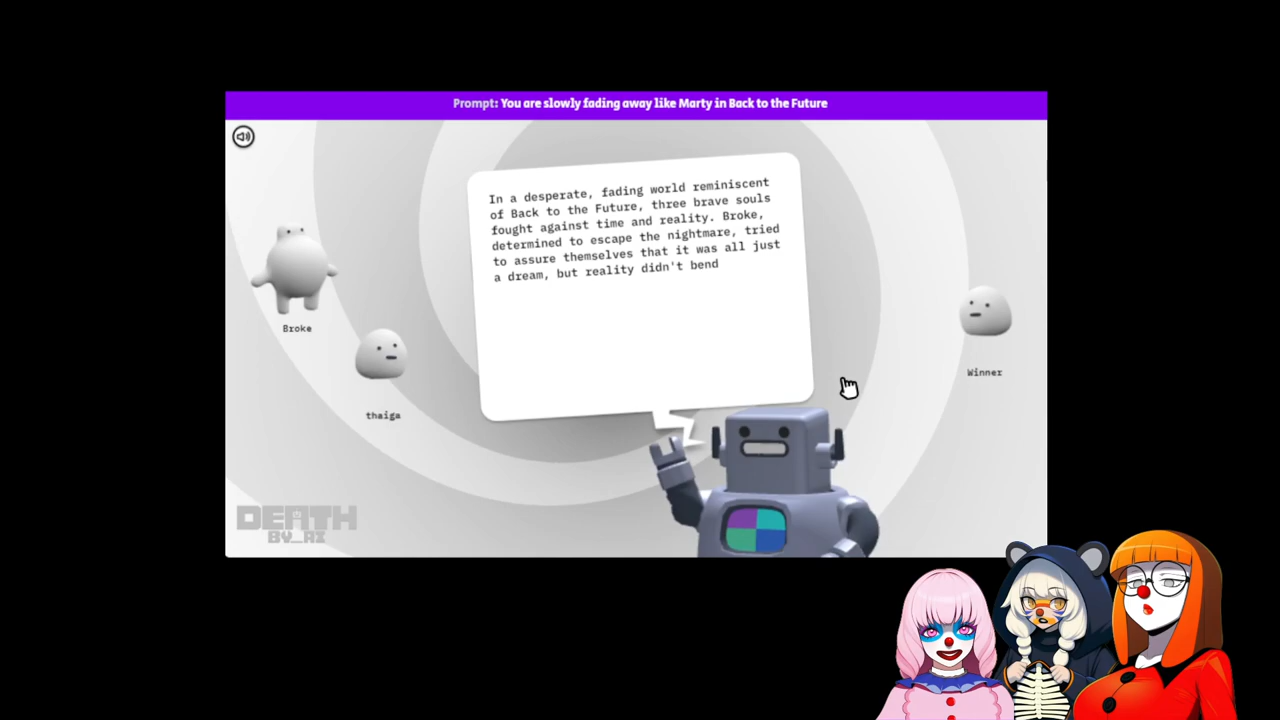 Prompt: You are slowly fading away like Marty in Back to the Future
In a desperate, fading world reminiscent
of Back to the Future, three brave souls
fought against time and reality. Broke,
determined to escape the nightmare, tried
to assure themselves that it was all just
a dream, but reality didn't bend
Broke
thaiga
Winner
DEATH
BY_AI